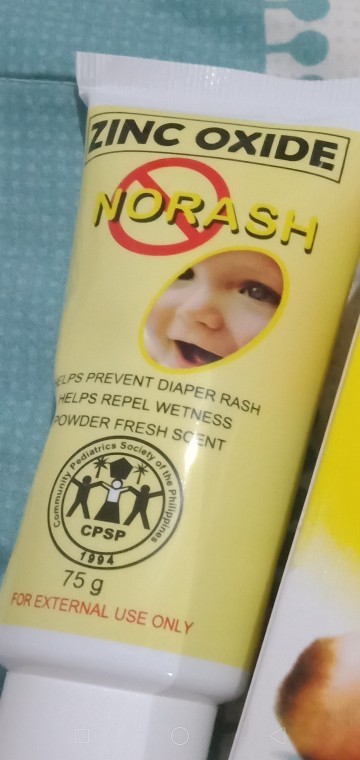 ZINC OXIDE
NORASH
HELPS PREVENT DIAPER RASH
HELPS REPEL WETNESS
POWDER FRESH SCENT
Community Pediatrics Society of the Philippines
CPSP
1994
75 g
FOR EXTERNAL USE ONLY